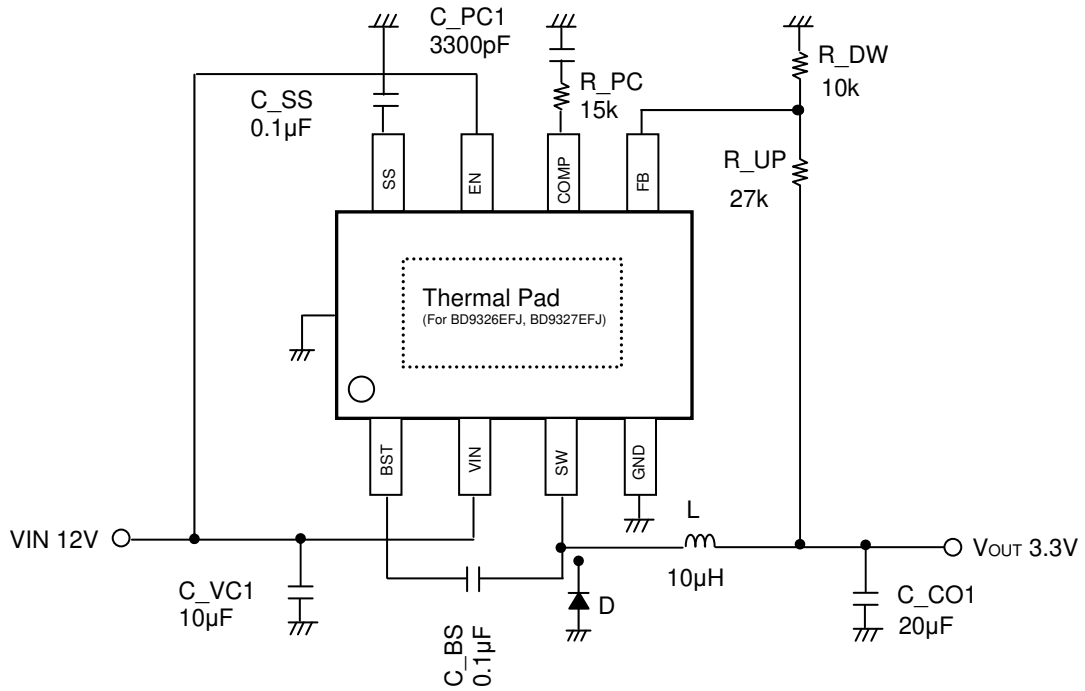 C_PC1
3300pF
R_DW
10k
R_PC
15k
C_SS
0.1µF
R_UP
27k
SS
EN
COMP
FB
Thermal Pad
(For BD9326EFJ, BD9327EFJ)
BST
VIN
SW
GND
L
VIN 12V
VOUT 3.3V
10µH
C_VC1
10µF
D
C_CO1
20µF
C_BS
0.1µF